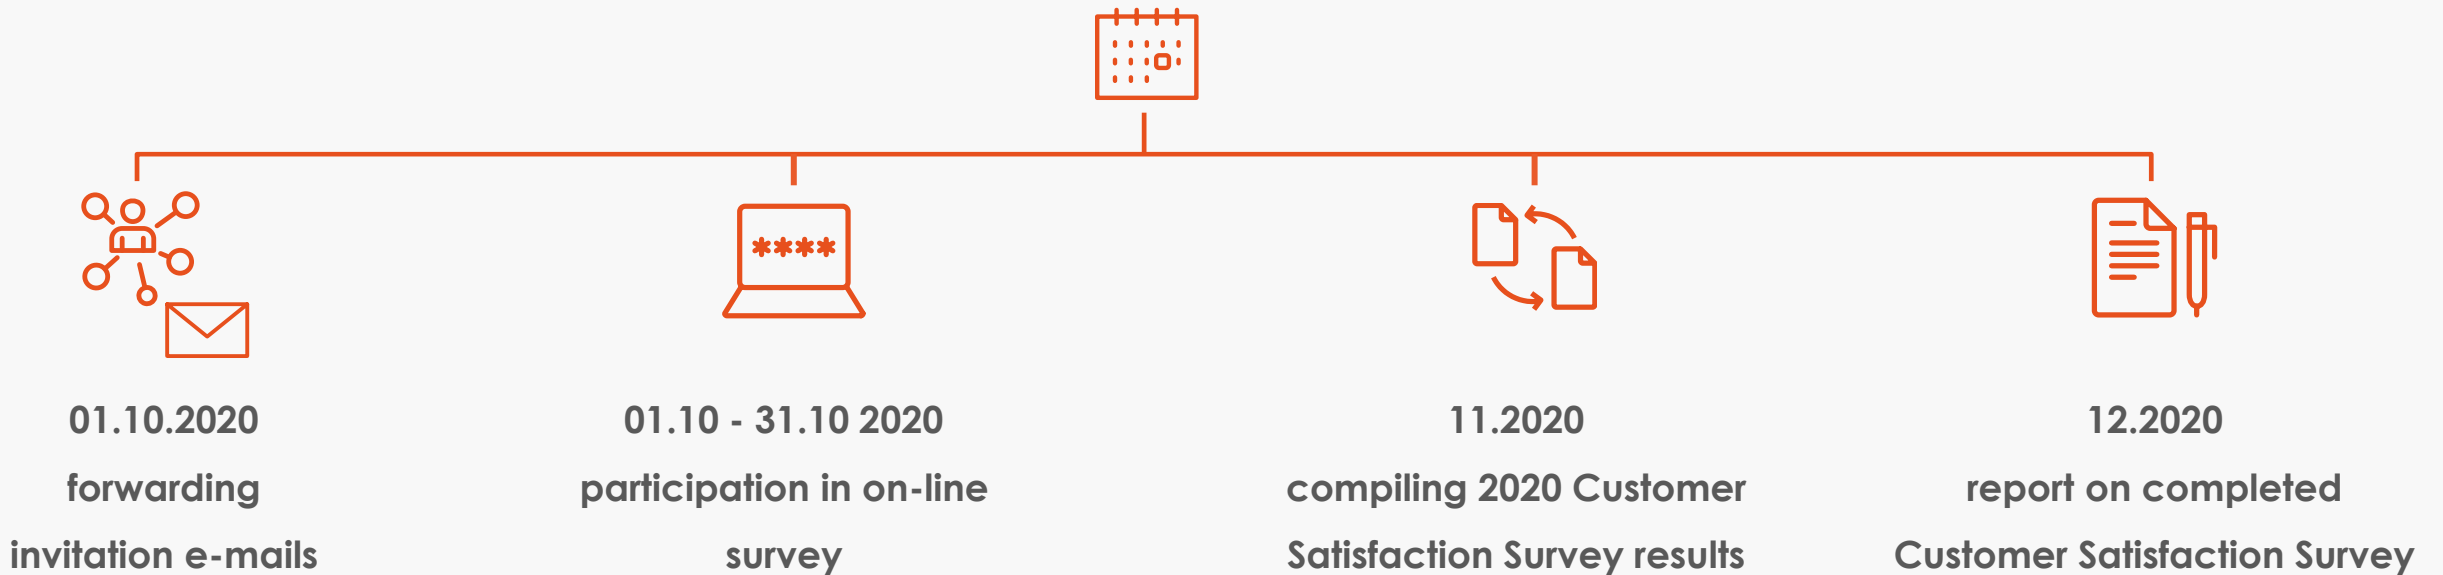 01.10.2020
forwarding
invitation e-mails
01.10 - 31.10 2020
participation in on-line
survey
11.2020
compiling 2020 Customer
Satisfaction Survey results
12.2020
report on completed
Customer Satisfaction Survey